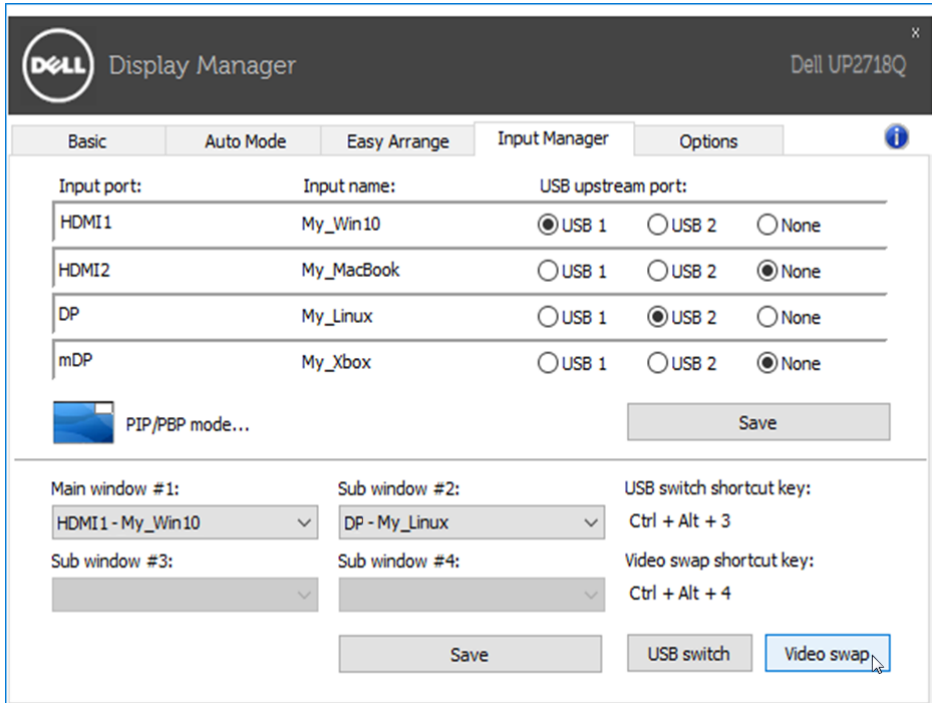 x
DELL Display Manager Dell UP2718Q
Basic Auto Mode Easy Arrange Input Manager Options i
Input port: Input name: USB upstream port:
HDMI1 My_Win10 USB 1 USB 2 None
HDMI2 My_MacBook USB 1 USB 2 None
DP My_Linux USB 1 USB 2 None
mDP My_Xbox USB 1 USB 2 None
PIP/PBP mode... Save
Main window #1: Sub window #2: USB switch shortcut key:
HDMI1 - My_Win10 DP - My_Linux Ctrl + Alt + 3
Sub window #3: Sub window #4: Video swap shortcut key:
Ctrl + Alt + 4
Save USB switch Video swap